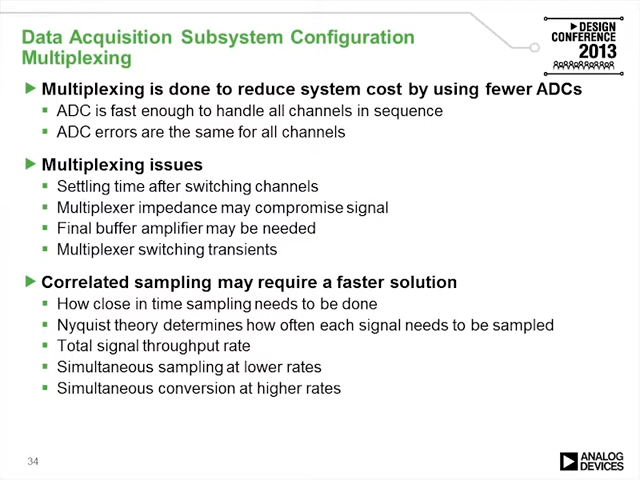 Data Acquisition Subsystem Configuration
Multiplexing
DESIGN
CONFERENCE
2013
Multiplexing is done to reduce system cost by using fewer ADCs
ADC is fast enough to handle all channels in sequence
ADC errors are the same for all channels
Multiplexing issues
Settling time after switching channels
Multiplexer impedance may compromise signal
Final buffer amplifier may be needed
Multiplexer switching transients
Correlated sampling may require a faster solution
How close in time sampling needs to be done
Nyquist theory determines how often each signal needs to be sampled
Total signal throughput rate
Simultaneous sampling at lower rates
Simultaneous conversion at higher rates
34
ANALOG
DEVICES